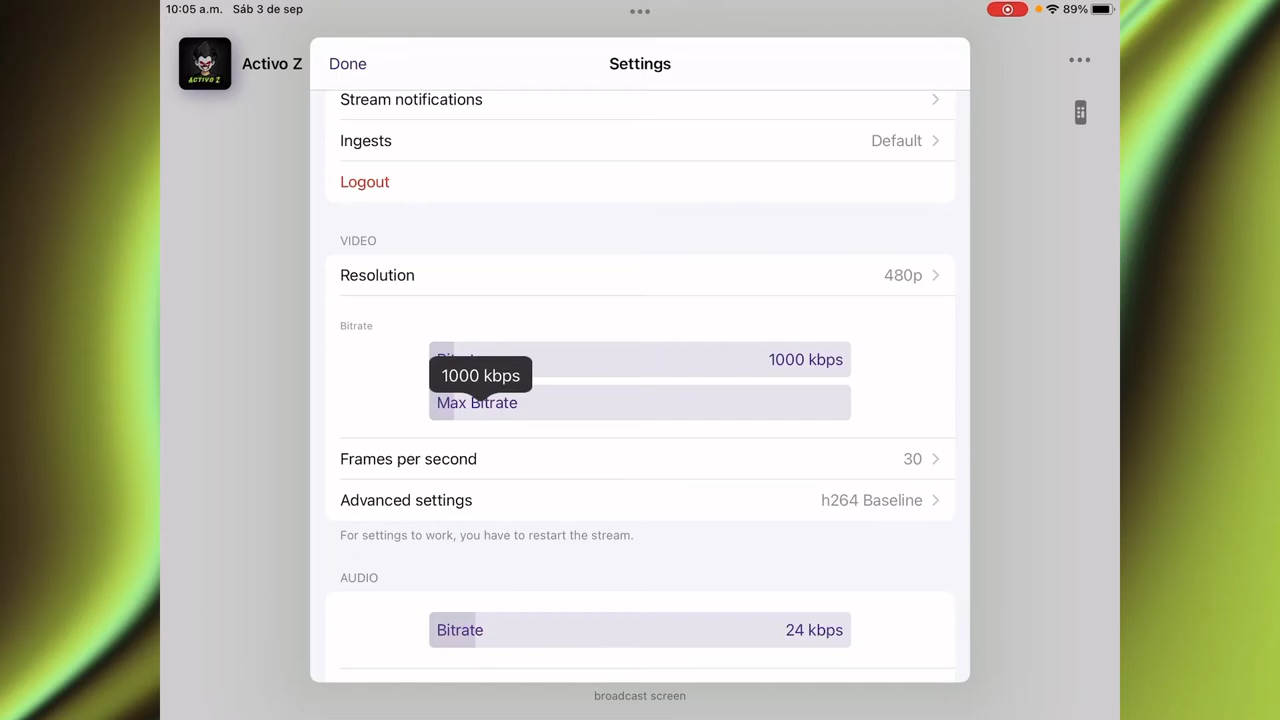 10:05 a.m. Sáb 3 de sep
89%
ACTIVO Z
Activo Z
Done
Settings
Stream notifications
Ingests Default
Logout
VIDEO
Resolution 480p
Bitrate
1000 kbps
1000 kbps
Max Bitrate
Frames per second 30
Advanced settings h264 Baseline
For settings to work, you have to restart the stream.
AUDIO
Bitrate 24 kbps
broadcast screen